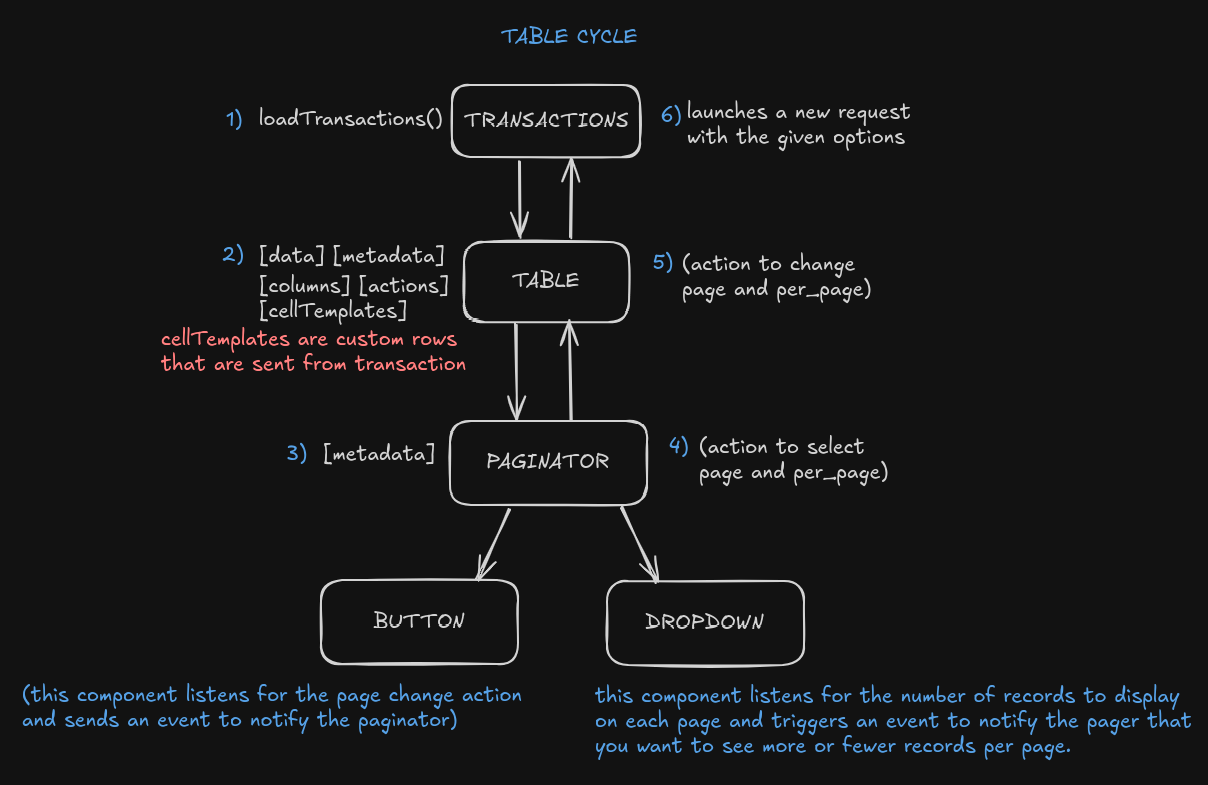 TABLE CYCLE
1) loadTransactions()
TRANSACTIONS
6) launches a new request
with the given options
2) [data] [metadata]
[columns] [actions]
[cellTemplates]
cellTemplates are custom rows
that are sent from transaction
TABLE
5) (action to change
page and per_page)
3) [metadata]
PAGINATOR
4) (action to select
page and per_page)
BUTTON
DROPDOWN
(this component listens for the page change action
and sends an event to notify the paginator)
this component listens for the number of records to display
on each page and triggers an event to notify the pager that
you want to see more or fewer records per page.